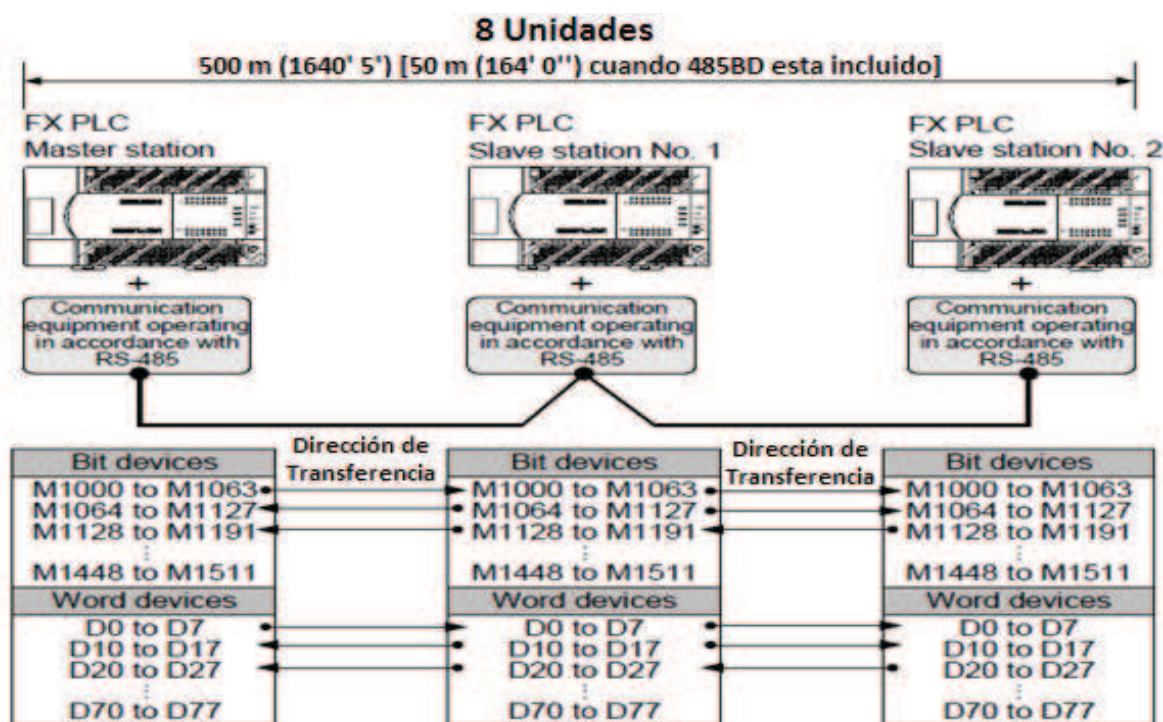 8 Unidades
500 m (1640' 5') [50 m (164' 0'') cuando 485BD esta incluido]
FX PLC
Master station
FX PLC
Slave station No. 1
FX PLC
Slave station No. 2
+
+
+
Communication
equipment operating
in accordance with
RS-485
Communication
equipment operating
in accordance with
RS-485
Communication
equipment operating
in accordance with
RS-485
Bit devices
M1000 to M1063
M1064 to M1127
M1128 to M1191
M1448 to M1511
Word devices
D0 to D7
D10 to D17
D20 to D27
D70 to D77
Dirección de
Transferencia
Bit devices
M1000 to M1063
M1064 to M1127
M1128 to M1191
M1448 to M1511
Word devices
D0 to D7
D10 to D17
D20 to D27
D70 to D77
Dirección de
Transferencia
Bit devices
M1000 to M1063
M1064 to M1127
M1128 to M1191
M1448 to M1511
Word devices
D0 to D7
D10 to D17
D20 to D27
D70 to D77